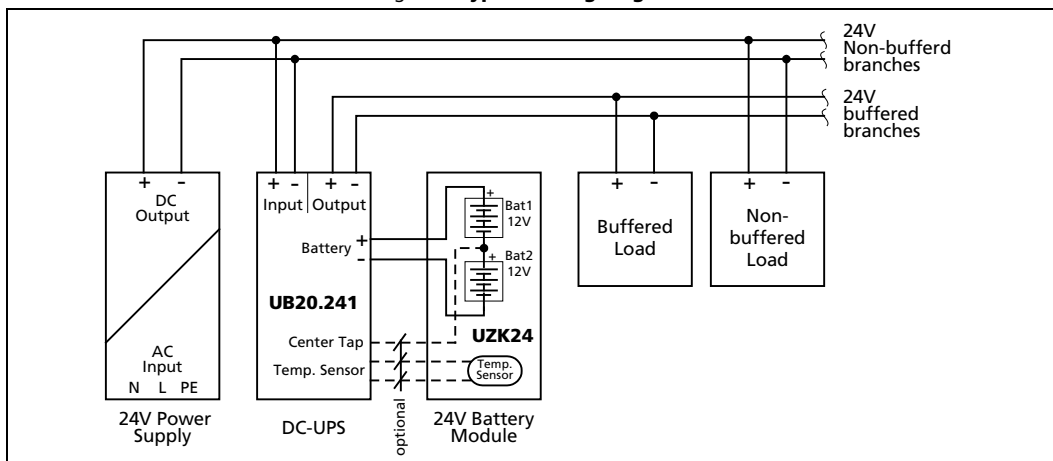 24V
Non-bufferd
branches
24V
buffered
branches
+ -
DC
Output
AC
Input
N L PE
24V Power
Supply
+ - + -
Input Output
Battery + -
UB20.241
Center Tap
Temp. Sensor
DC-UPS
optional
+
Bat1
12V
+
Bat2
12V
UZK24
Temp.
Sensor
24V Battery
Module
+ -
Buffered
Load
+ -
Non-
buffered
Load